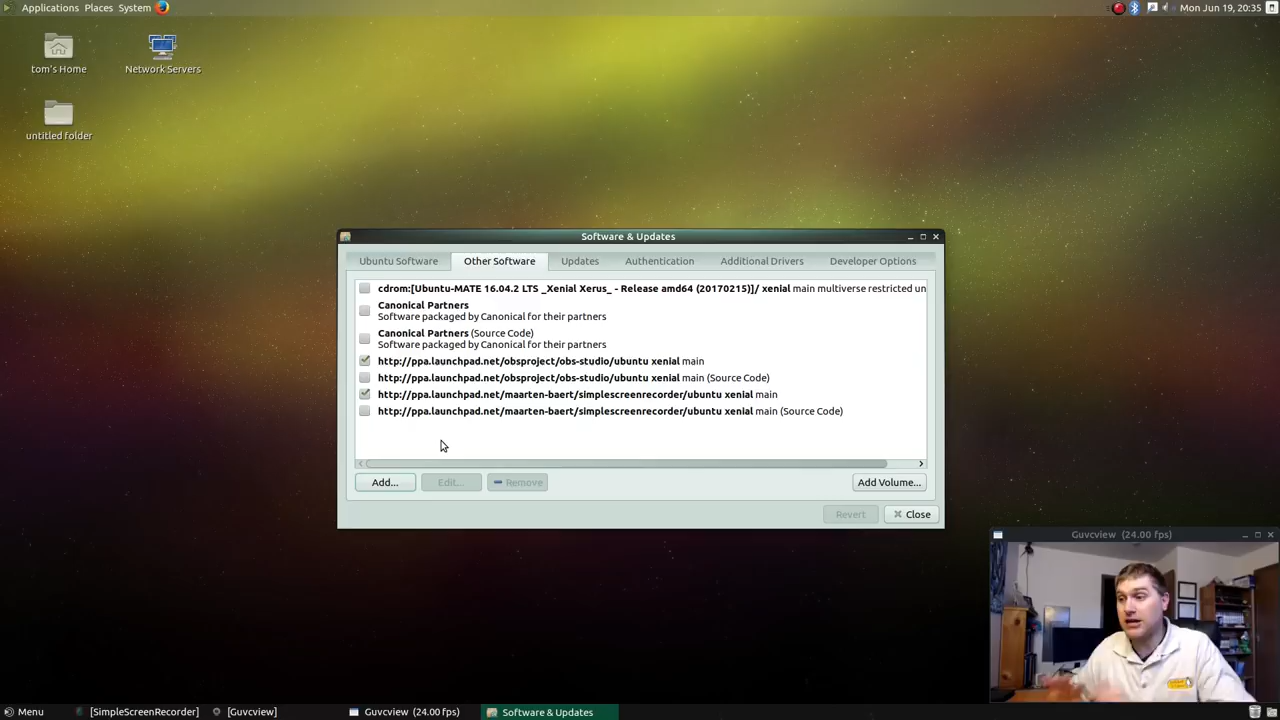 Applications Places System
Mon Jun 19, 20:35
tom's Home
Network Servers
untitled folder
Software & Updates
Ubuntu Software
Other Software
Updates
Authentication
Additional Drivers
Developer Options
cdrom:[Ubuntu-MATE 16.04.2 LTS _Xenial Xerus_ - Release amd64 (20170215)]/ xenial main multiverse restricted un
Canonical Partners
Software packaged by Canonical for their partners
Canonical Partners (Source Code)
Software packaged by Canonical for their partners
http://ppa.launchpad.net/obsproject/obs-studio/ubuntu xenial main
http://ppa.launchpad.net/obsproject/obs-studio/ubuntu xenial main (Source Code)
http://ppa.launchpad.net/maarten-baert/simplescreenrecorder/ubuntu xenial main
http://ppa.launchpad.net/maarten-baert/simplescreenrecorder/ubuntu xenial main (Source Code)
Add...
Edit...
Remove
Add Volume...
Revert
Close
Guvcview (24.00 fps)
Menu
[SimpleScreenRecorder]
[Guvcview]
Guvcview (24.00 fps)
Software & Updates